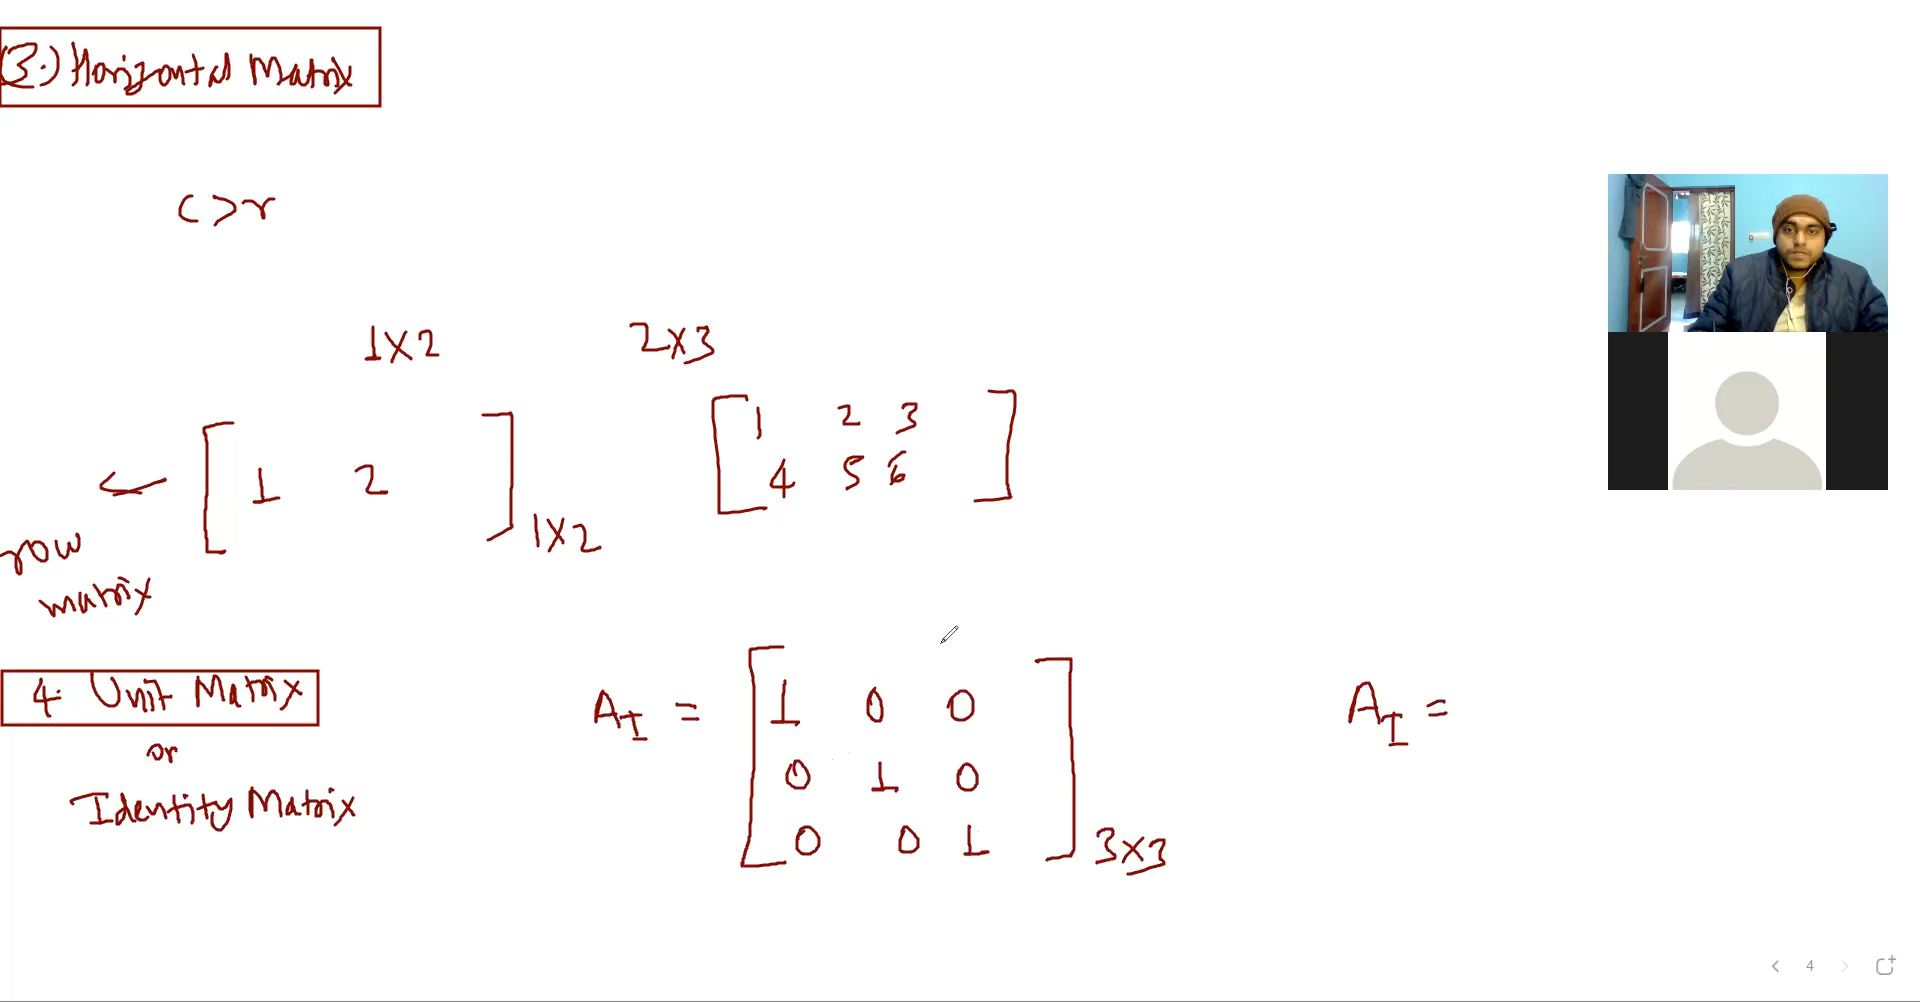 (3.) Horizontal Matrix
c > r
1X2
2X3
[ 1 2 ] 1X2
[ 1 2 3
4 5 6 ]
row
matrix
4. Unit Matrix
or
Identity Matrix
A_I = [ 1 0 0
0 1 0
0 0 1 ] 3X3
A_I =
4